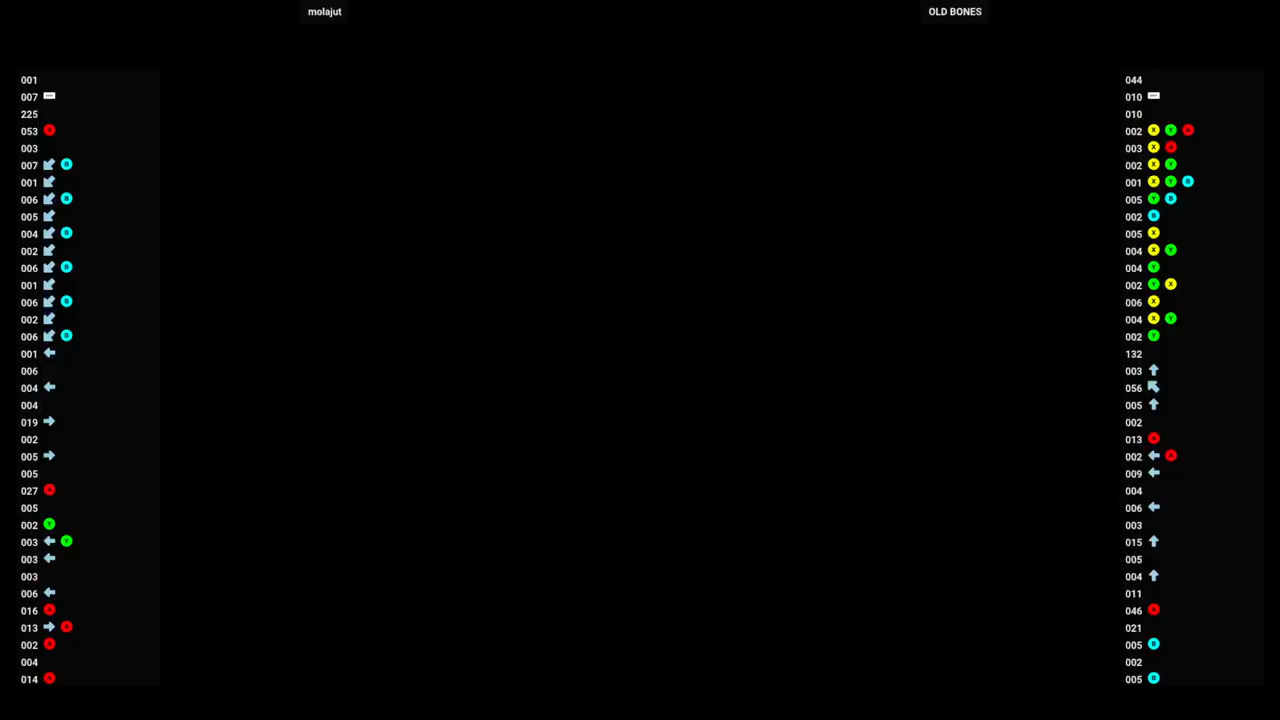 molajut
OLD BONES
001
007
225
053 A
003
007 B
001
006 B
005
004 B
002
006 B
001
006 B
002
006 B
001
006
004
004
019
002
005
005
027 A
005
002 Y
003 Y
003
003
006
016 A
013 A
002 A
004
014 A
044
010
010
002 X Y A
003 X A
002 X Y
001 X Y B
005 Y B
002 B
005 X
004 X Y
004 Y
002 Y X
006 X
004 X Y
002 Y
132
003
056
005
002
013 A
002 A
009
004
006
003
015
005
004
011
046 A
021
005 B
002
005 B